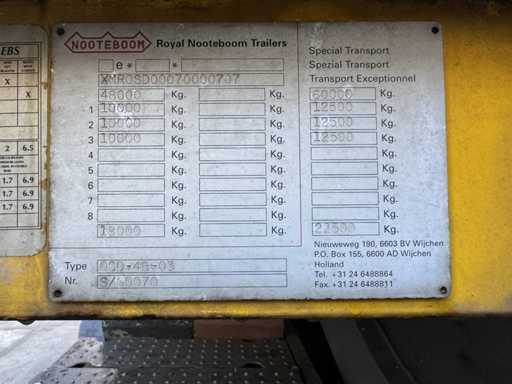 EBS
X
X
2 6.5
1.7 6.9
1.7 6.9
1.7 6.9
NOOTEBOOM Royal Nooteboom Trailers
e* * *
Special Transport
Spezial Transport
Transport Exceptionnel
48000 Kg. Kg. 60000 Kg.
1 10000 Kg. Kg. 12500 Kg.
2 10000 Kg. Kg. 12500 Kg.
3 10000 Kg. Kg. 12500 Kg.
4 Kg. Kg. Kg.
5 Kg. Kg. Kg.
6 Kg. Kg. Kg.
7 Kg. Kg. Kg.
8 Kg. Kg. Kg.
18000 Kg. Kg. 22500 Kg.
Nieuweweg 190, 6603 BV Wijchen
P.O. Box 155, 6600 AD Wijchen
Holland
Tel. +31 24 6488864
Fax. +31 24 6488811
Type
Nr.